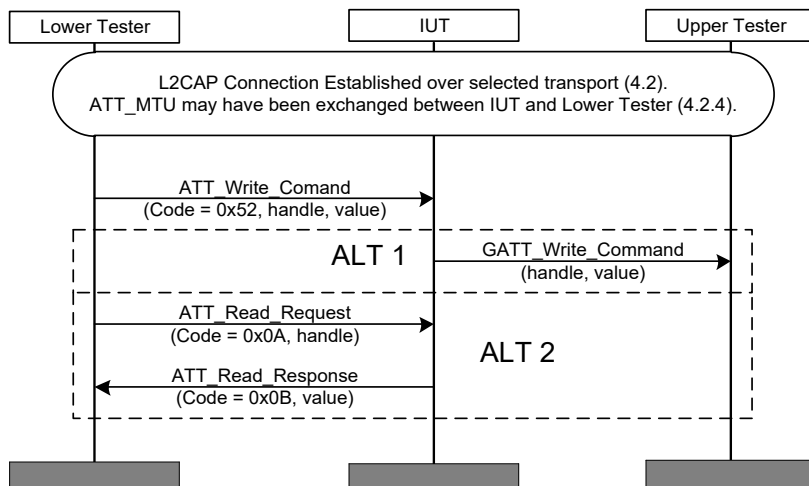 Lower Tester
IUT
Upper Tester
L2CAP Connection Established over selected transport (4.2).
ATT_MTU may have been exchanged between IUT and Lower Tester (4.2.4).
ATT_Write_Comand
(Code = 0x52, handle, value)
ALT 1
GATT_Write_Command
(handle, value)
ATT_Read_Request
(Code = 0x0A, handle)
ALT 2
ATT_Read_Response
(Code = 0x0B, value)